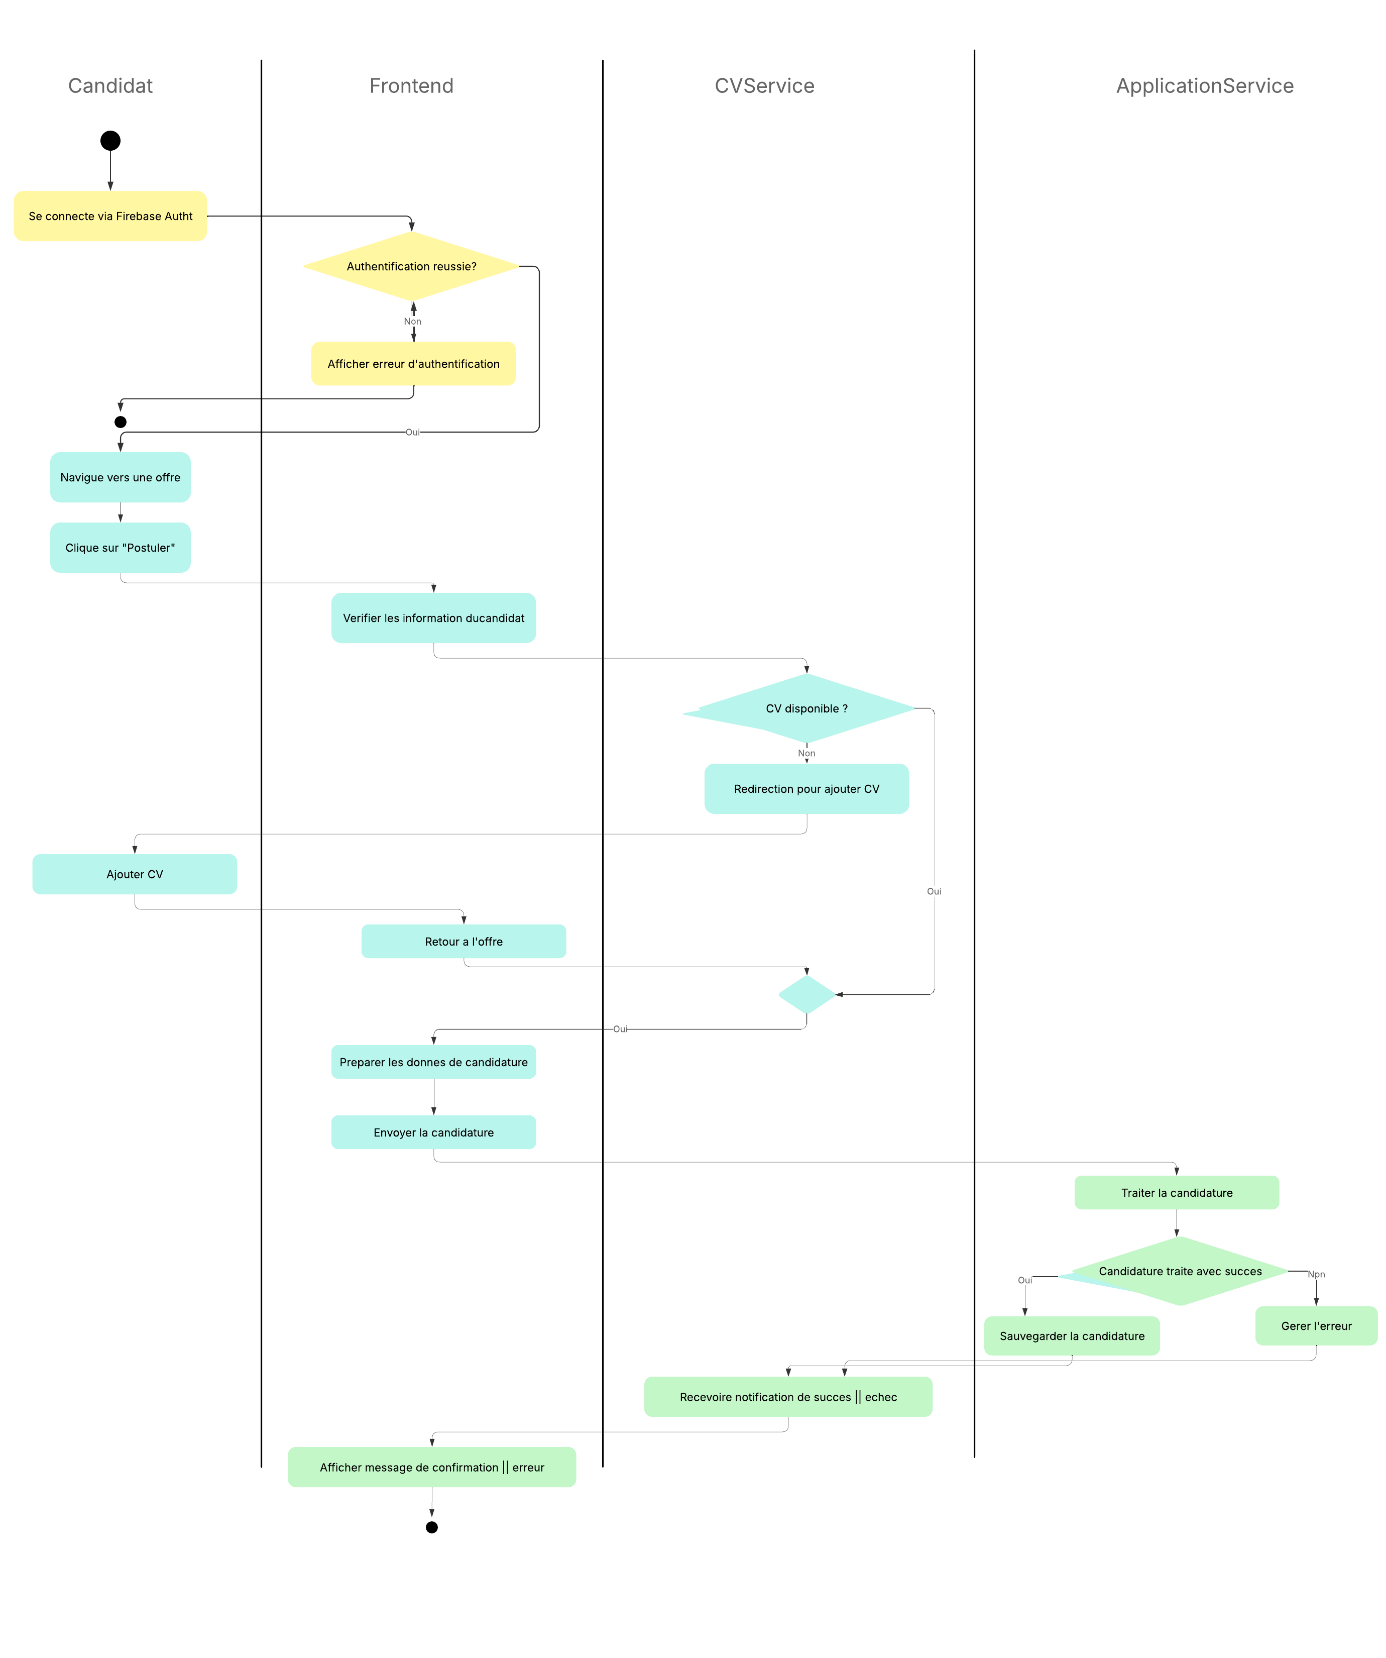 Candidat
Frontend
CVService
ApplicationService
Se connecte via Firebase Autht
Authentification reussie?
Non
Afficher erreur d'authentification
Oui
Navigue vers une offre
Clique sur "Postuler"
Verifier les information ducandidat
CV disponible ?
Non
Redirection pour ajouter CV
Ajouter CV
Oui
Retour a l'offre
Oui
Preparer les donnes de candidature
Envoyer la candidature
Traiter la candidature
Candidature traite avec succes
Oui
Npn
Sauvegarder la candidature
Gerer l'erreur
Recevoire notification de succes || echec
Afficher message de confirmation || erreur